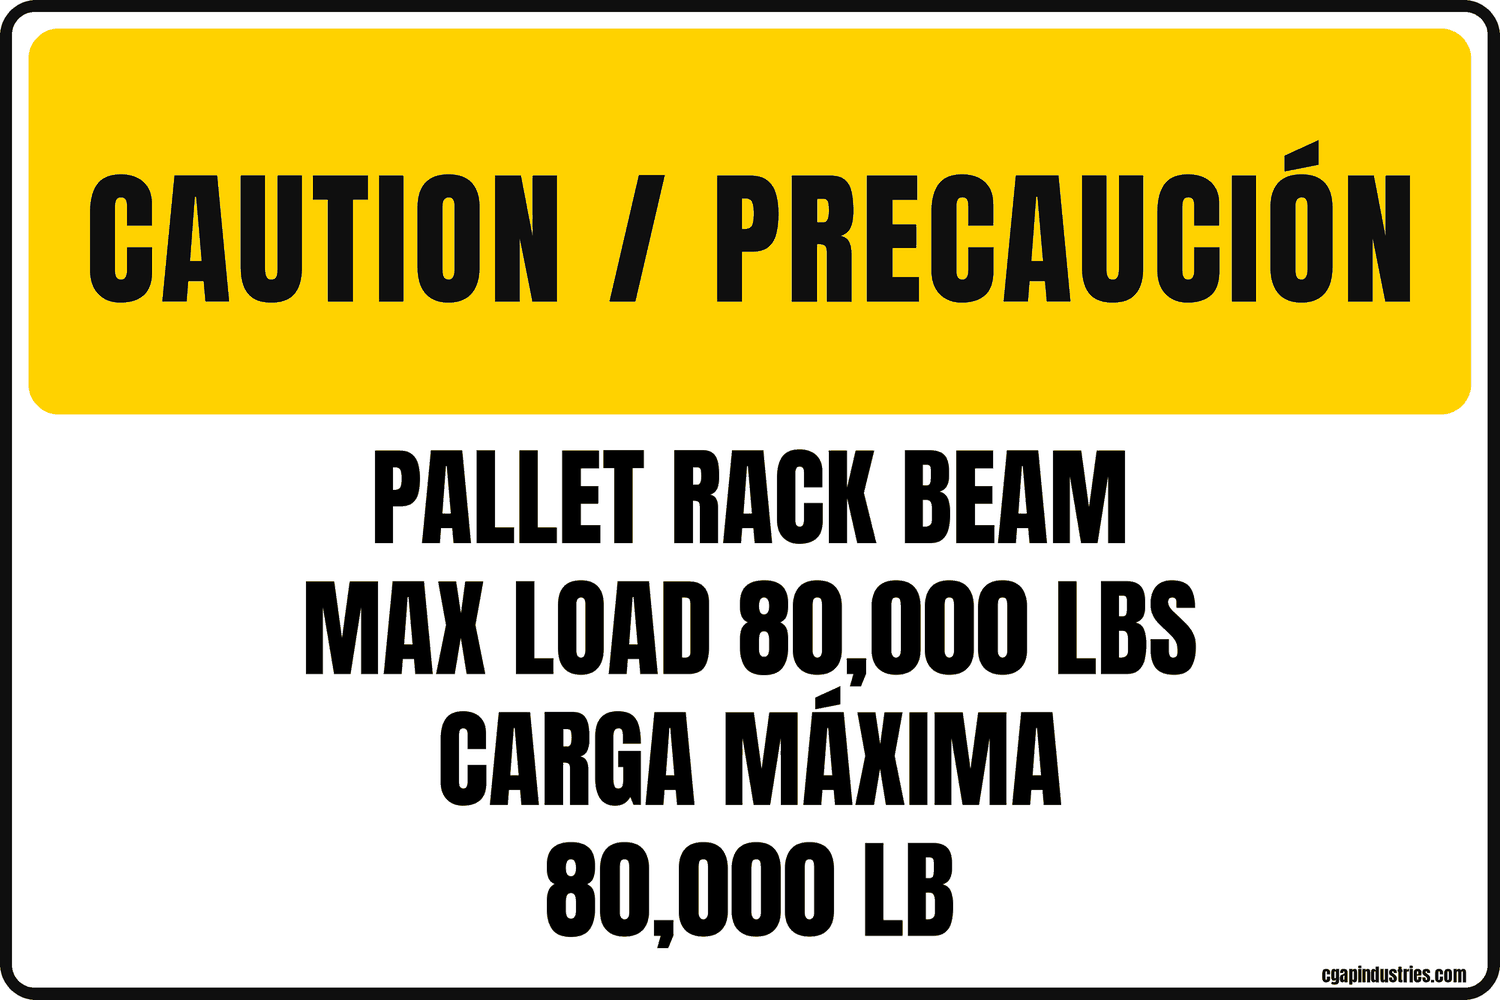 CAUTION / PRECAUCIÓN
PALLET RACK BEAM
MAX LOAD 80,000 LBS
CARGA MÁXIMA
80,000 LB
cgapindustries.com